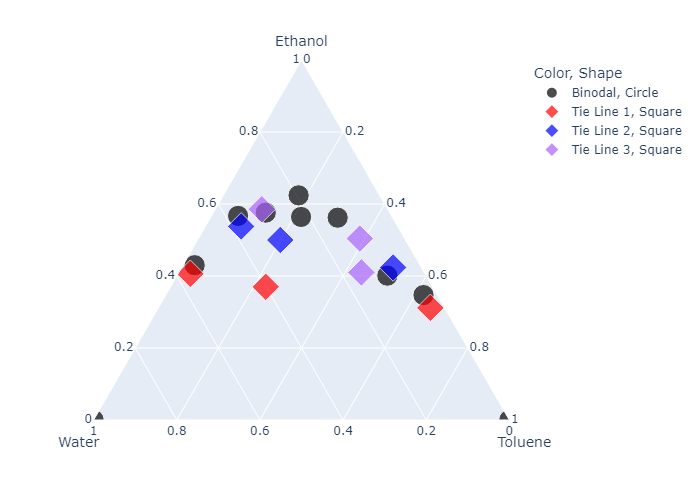 Ethanol
1 0
Color, Shape
Binodal, Circle
Tie Line 1, Square
Tie Line 2, Square
Tie Line 3, Square
0.8 0.2
0.6 0.4
0.4 0.6
0.2 0.8
0 1
1 0.8 0.6 0.4 0.2 0
Water Toluene